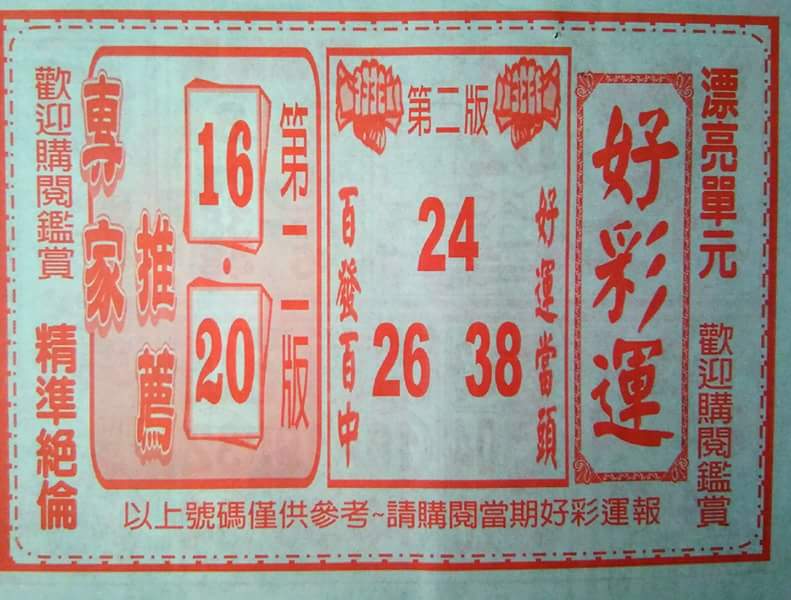 漂亮單元
歡迎購閱鑑賞
好彩運
第二版
好運當頭
24
26 38
百發百中
第二版
16
·
20
專家
推薦
歡迎購閱鑑賞
精準絕倫
以上號碼僅供參考~請購閱當期好彩運報